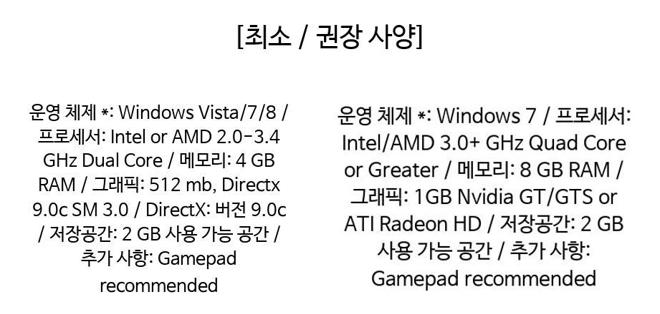 [최소 / 권장 사양]
운영 체제 *: Windows Vista/7/8 /
프로세서: Intel or AMD 2.0-3.4
GHz Dual Core / 메모리: 4 GB
RAM / 그래픽: 512 mb, Directx
9.0c SM 3.0 / DirectX: 버전 9.0c
/ 저장공간: 2 GB 사용 가능 공간 /
추가 사항: Gamepad
recommended
운영 체제 *: Windows 7 / 프로세서:
Intel/AMD 3.0+ GHz Quad Core
or Greater / 메모리: 8 GB RAM /
그래픽: 1GB Nvidia GT/GTS or
ATI Radeon HD / 저장공간: 2 GB
사용 가능 공간 / 추가 사항:
Gamepad recommended